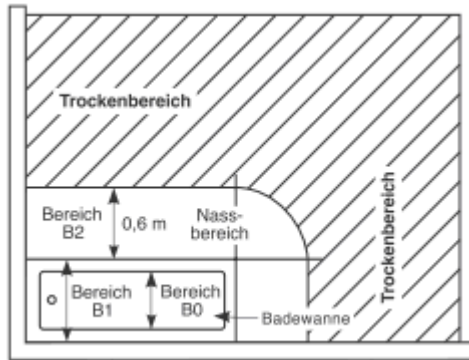 Trockenbereich
Trockenbereich
Bereich
B2
0,6 m
Nass-
bereich
Bereich
B1
Bereich
B0
Badewanne